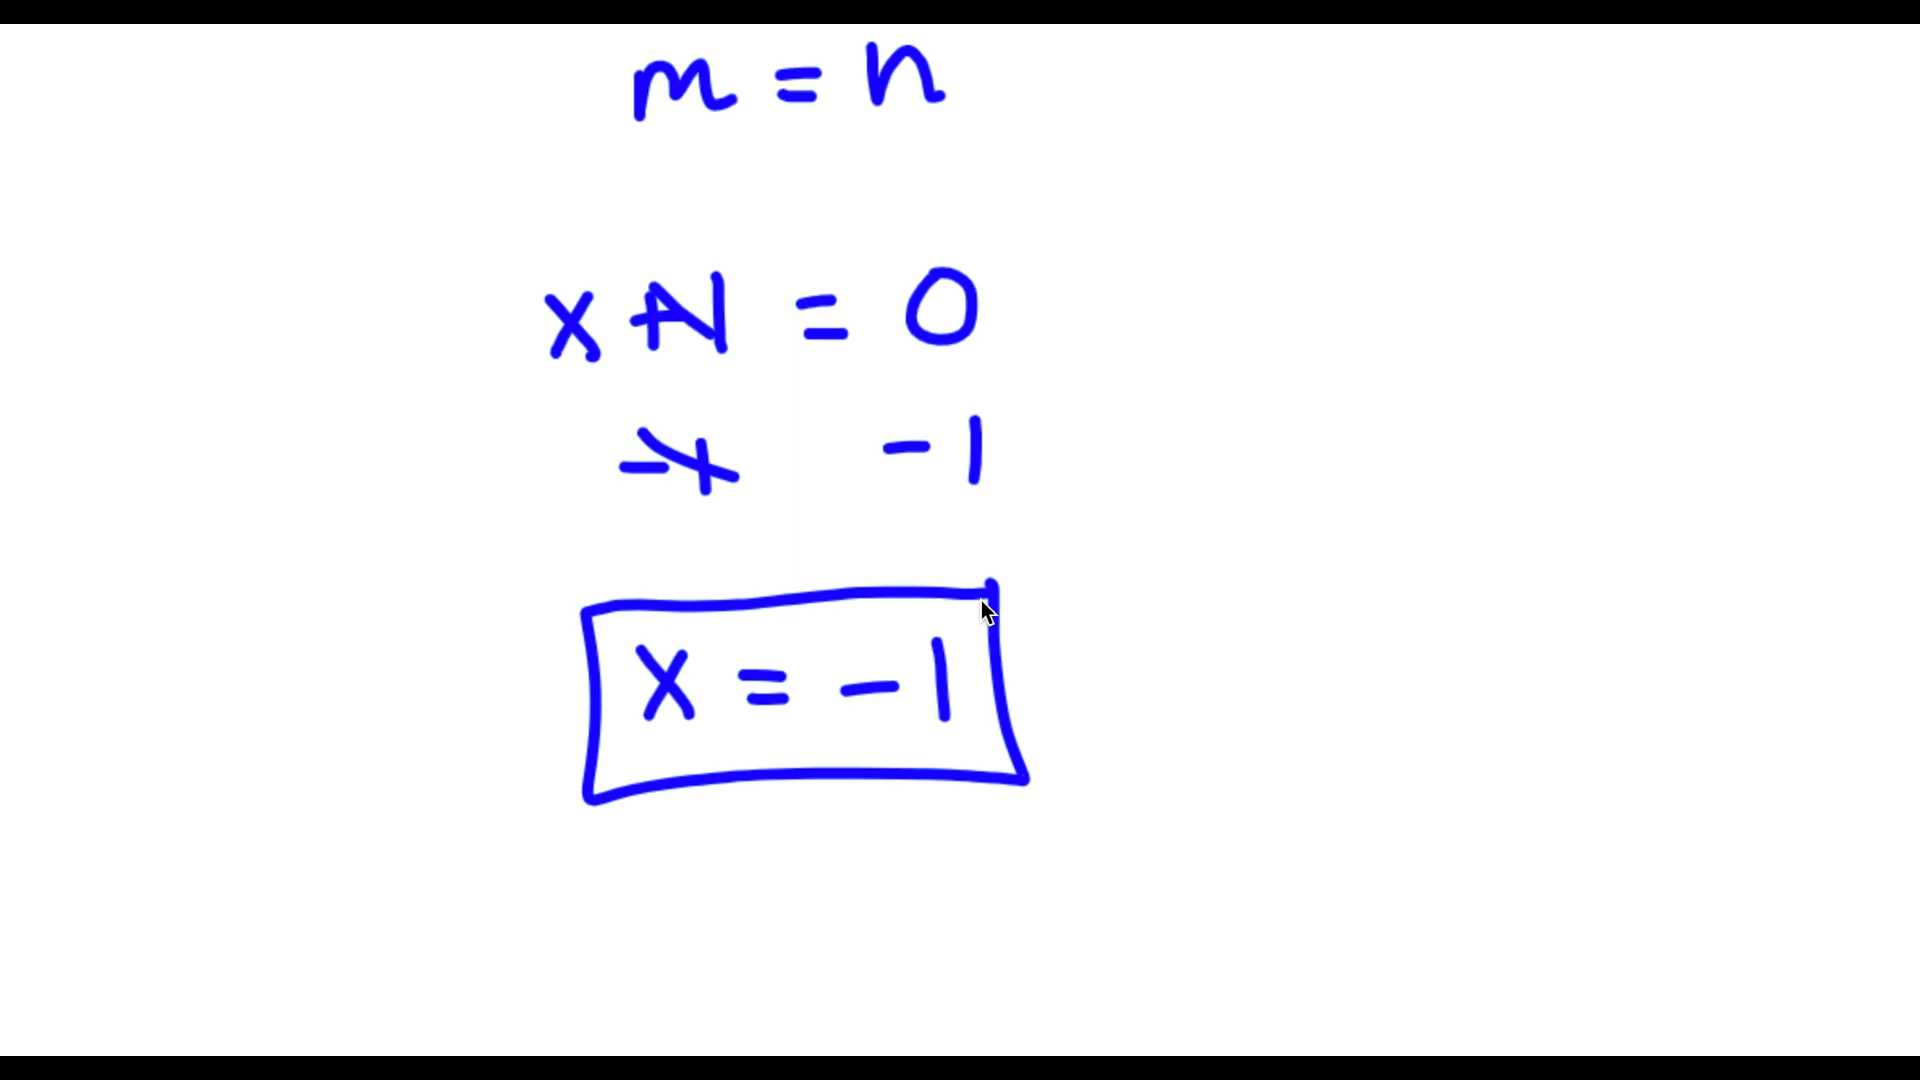 m = n
x + 1 = 0
- 1 - 1
x = - 1